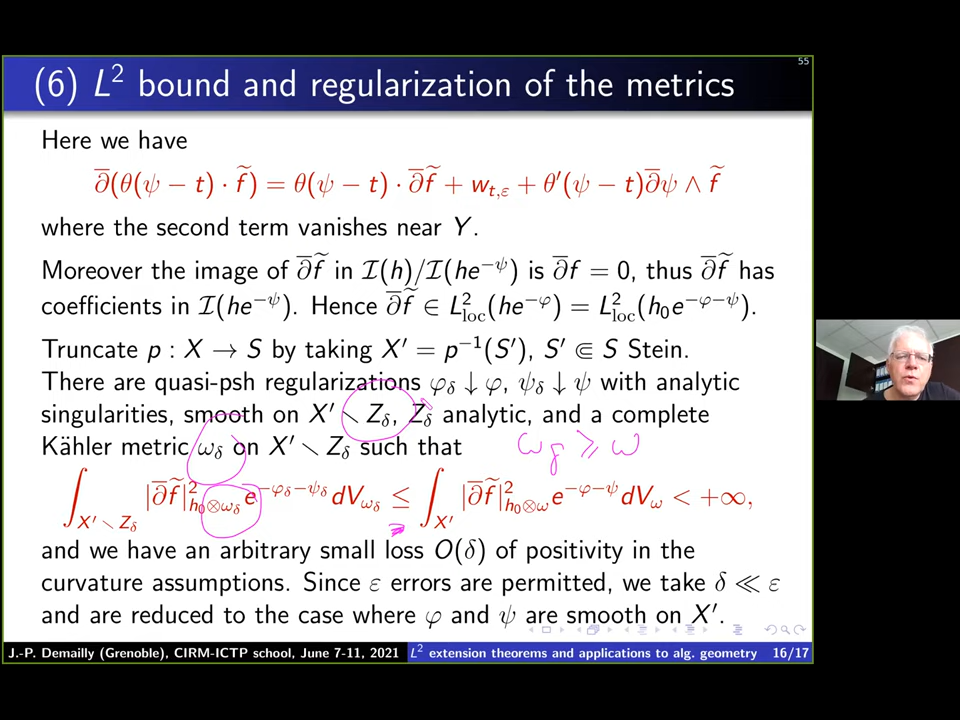 55
(6) L² bound and regularization of the metrics
Here we have
∂̄(θ(ψ − t) · f̃) = θ(ψ − t) · ∂̄f̃ + w_{t,ε} + θ′(ψ − t)∂̄ψ ∧ f̃
where the second term vanishes near Y.
Moreover the image of ∂̄f̃ in 𝓘(h)/𝓘(he^{−ψ}) is ∂̄f = 0, thus ∂̄f̃ has
coefficients in 𝓘(he^{−ψ}). Hence ∂̄f̃ ∈ L²_{loc}(he^{−φ}) = L²_{loc}(h₀e^{−φ−ψ}).
Truncate p : X → S by taking X′ = p^{−1}(S′), S′ ⋐ S Stein.
There are quasi-psh regularizations φ_δ ↓ φ, ψ_δ ↓ ψ with analytic
singularities, smooth on X′ ∖ Z_δ, Z_δ analytic, and a complete
Kähler metric ω_δ on X′ ∖ Z_δ such that
ω_δ ⩾ ω
∫_{X′∖Z_δ} |∂̄f̃|²_{h₀⊗ω_δ} e^{−φ_δ−ψ_δ} dV_{ω_δ} ≤ ∫_{X′} |∂̄f̃|²_{h₀⊗ω} e^{−φ−ψ} dV_ω < +∞,
and we have an arbitrary small loss O(δ) of positivity in the
curvature assumptions. Since ε errors are permitted, we take δ ≪ ε
and are reduced to the case where φ and ψ are smooth on X′.
J.-P. Demailly (Grenoble), CIRM-ICTP school, June 7-11, 2021 L² extension theorems and applications to alg. geometry 16/17